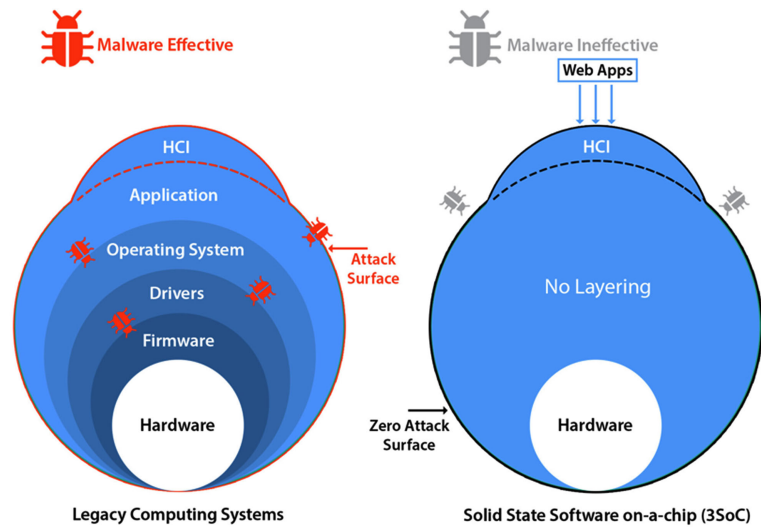 Malware Effective
Malware Ineffective
Web Apps
HCI
HCI
Application
Operating System
Attack
Surface
Drivers
No Layering
Firmware
Hardware
Zero Attack
Surface
Hardware
Legacy Computing Systems
Solid State Software on-a-chip (3SoC)